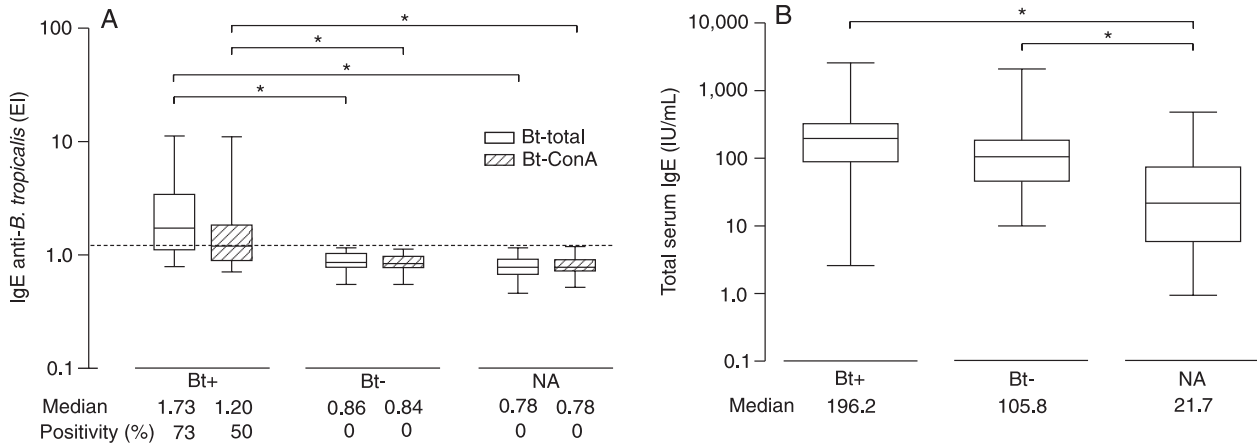 A
IgE anti-B. tropicalis (EI)
100
10
1.0
0.1
*
*
*
*
Bt-total
Bt-ConA
Bt+ Bt- NA
Median 1.73 1.20 0.86 0.84 0.78 0.78
Positivity (%) 73 50 0 0 0 0
B
Total serum IgE (IU/mL)
10,000
1,000
100
10
1.0
0.1
*
*
Bt+ Bt- NA
Median 196.2 105.8 21.7